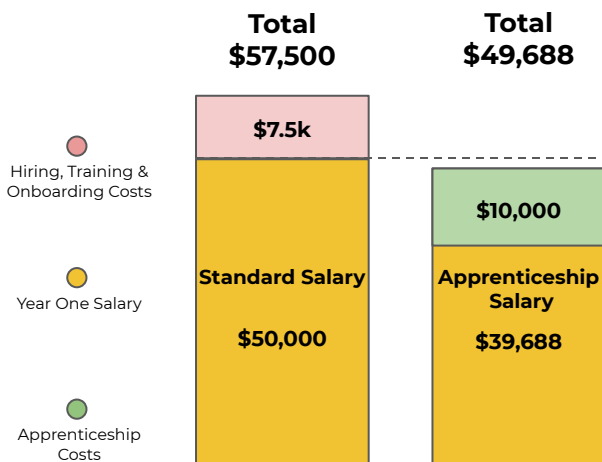 Total
$57,500
Total
$49,688
$7.5k
Hiring, Training &
Onboarding Costs
$10,000
Standard Salary
Apprenticeship
Salary
Year One Salary
$50,000
$39,688
Apprenticeship
Costs